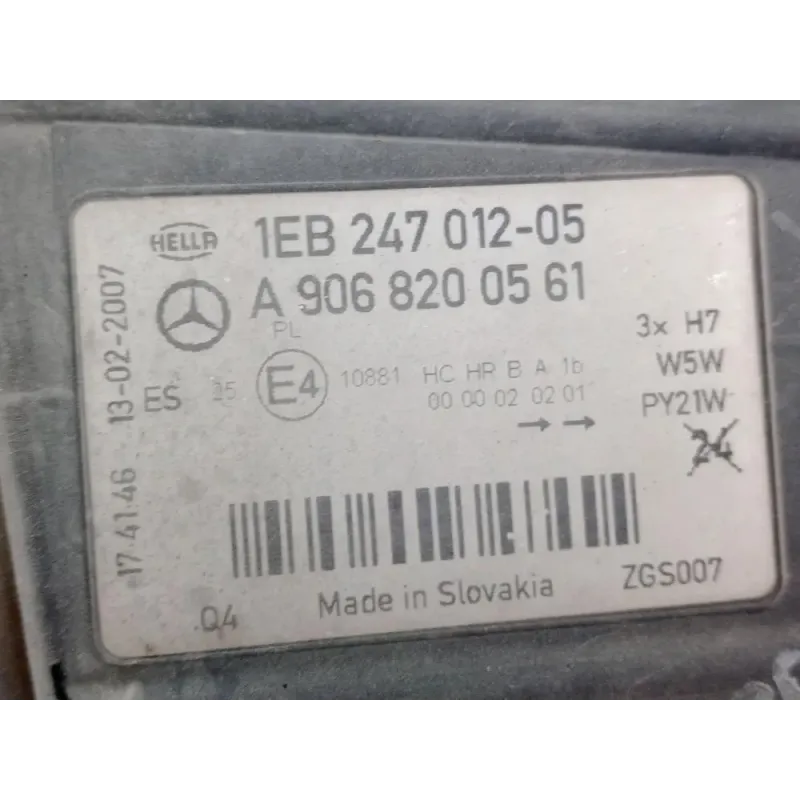 HELLA 1EB 247 012-05
A 906 820 05 61
PL
3x H7
W5W
PY21W
24
ES 25 E4 10881 HC HR B A 1b
00 00 02 02 01
17:41:46 13-02-2007
Q4 Made in Slovakia ZGS007